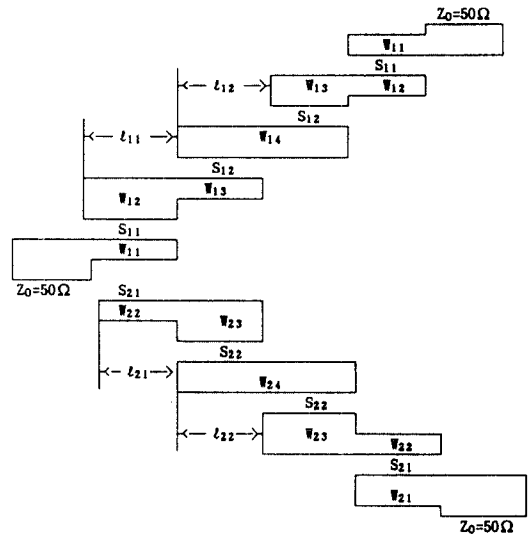 Z₀=50Ω
W₁₁
S₁₁
ℓ₁₂ W₁₃ W₁₂
S₁₂
ℓ₁₁ W₁₄
S₁₂
W₁₂ W₁₃
S₁₁
W₁₁
Z₀=50Ω
S₂₁
W₂₂ W₂₃
S₂₂
ℓ₂₁ W₂₄
S₂₂
ℓ₂₂ W₂₃ W₂₂
S₂₁
W₂₁
Z₀=50Ω